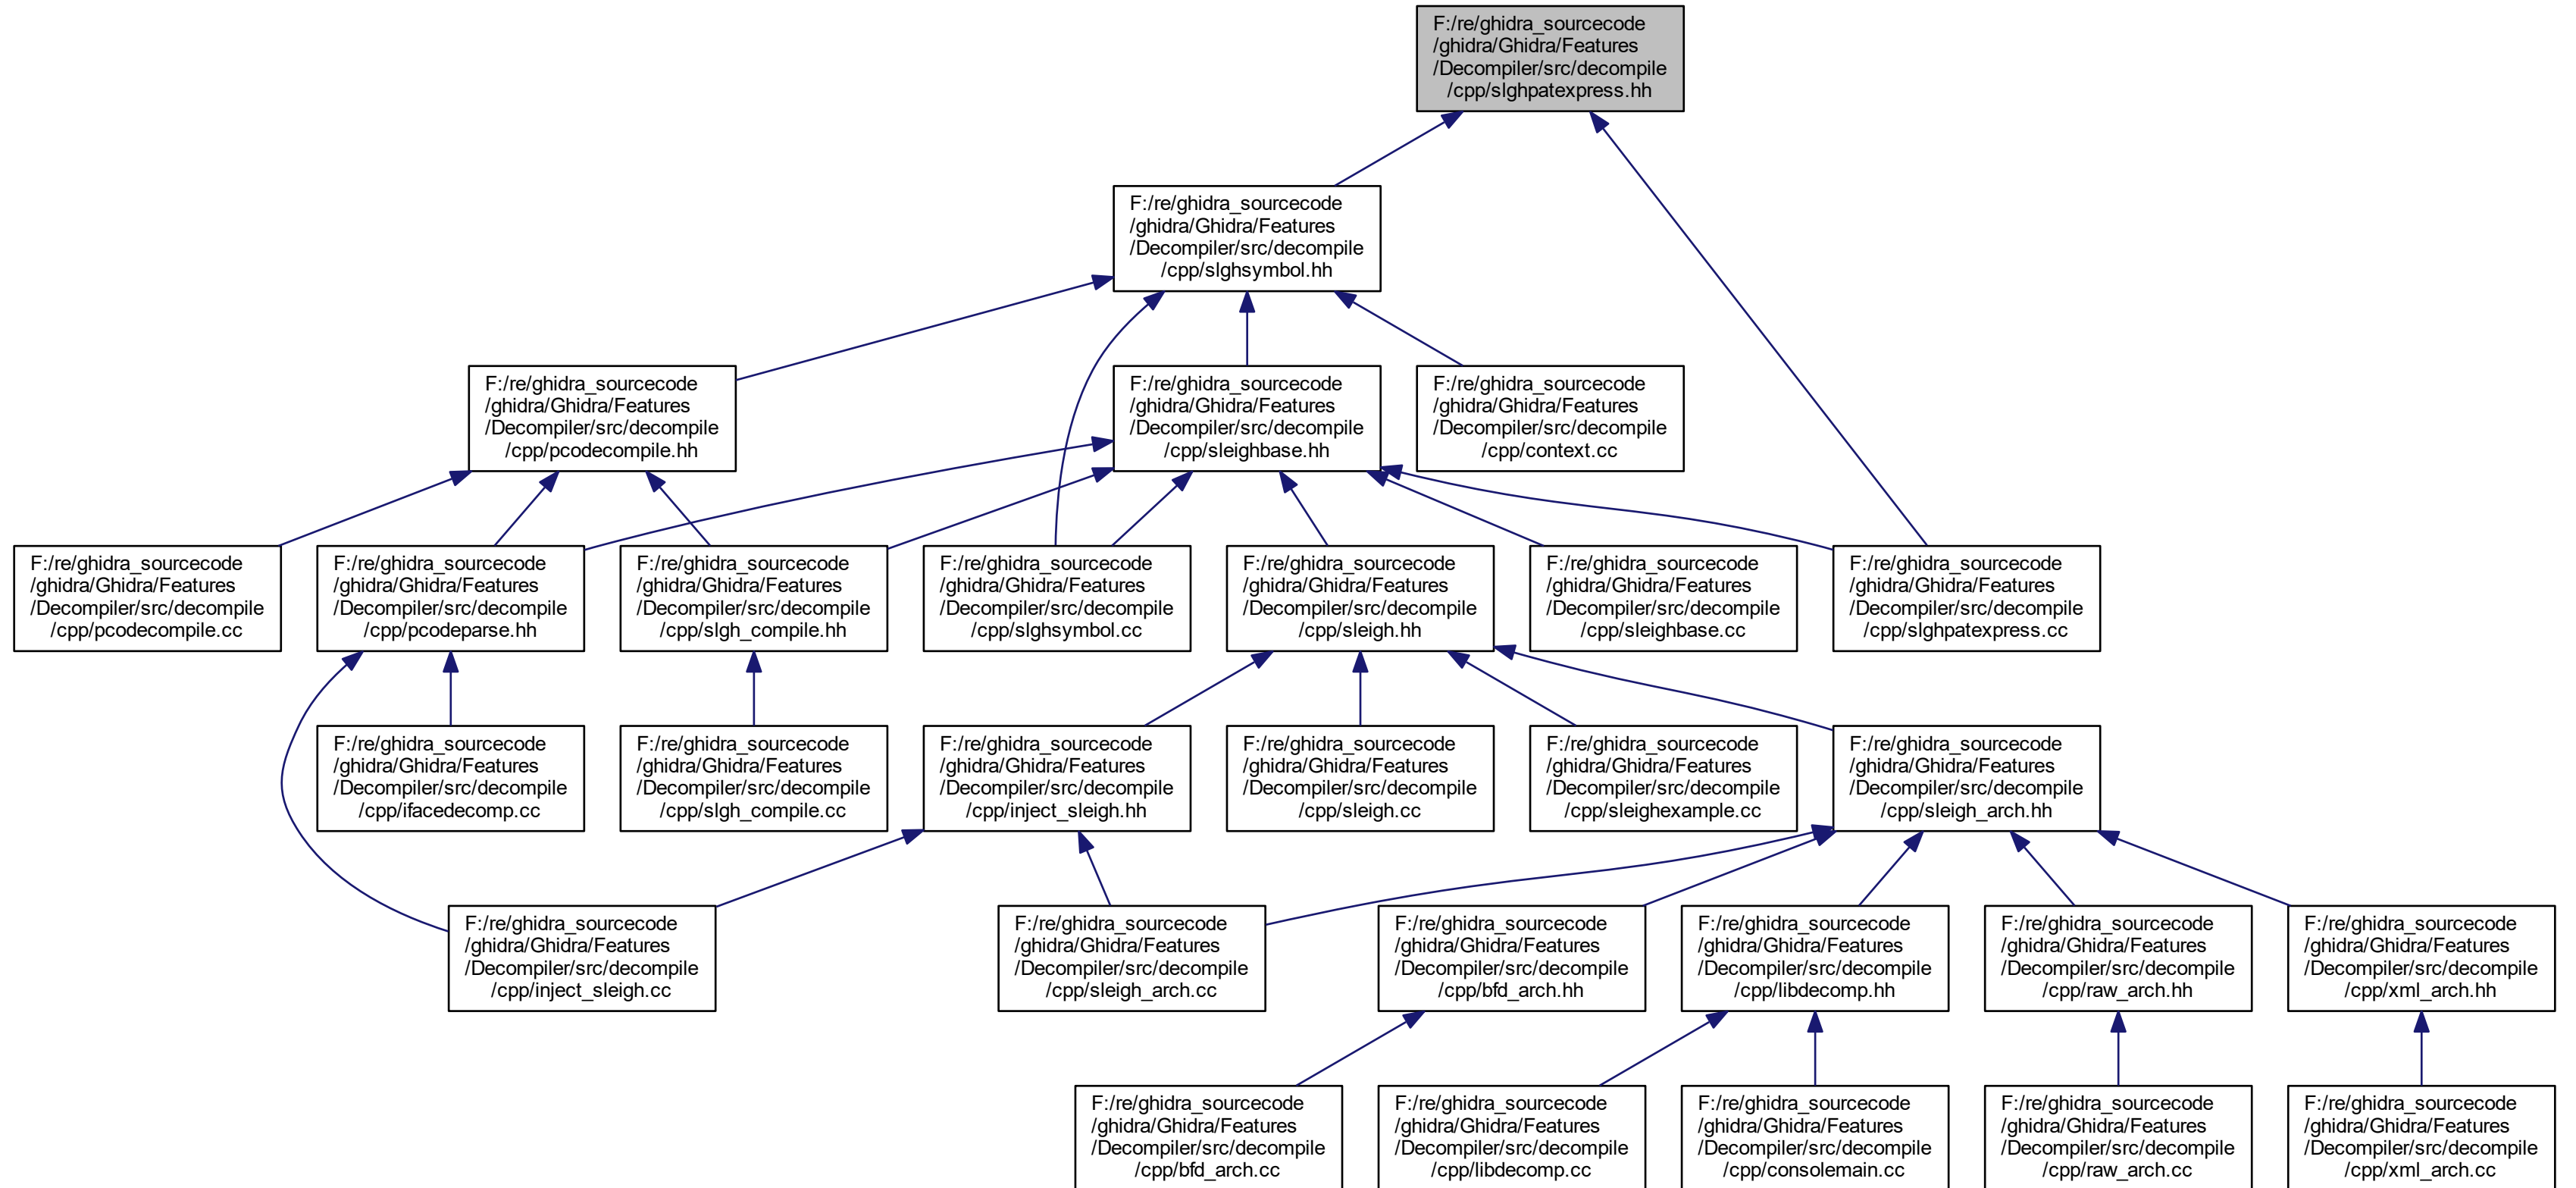 F:/re/ghidra_sourcecode
/ghidra/Ghidra/Features
/Decompiler/src/decompile
/cpp/slghpatexpress.hh
F:/re/ghidra_sourcecode
/ghidra/Ghidra/Features
/Decompiler/src/decompile
/cpp/slghsymbol.hh
F:/re/ghidra_sourcecode
/ghidra/Ghidra/Features
/Decompiler/src/decompile
/cpp/pcodecompile.hh
F:/re/ghidra_sourcecode
/ghidra/Ghidra/Features
/Decompiler/src/decompile
/cpp/sleighbase.hh
F:/re/ghidra_sourcecode
/ghidra/Ghidra/Features
/Decompiler/src/decompile
/cpp/context.cc
F:/re/ghidra_sourcecode
/ghidra/Ghidra/Features
/Decompiler/src/decompile
/cpp/pcodecompile.cc
F:/re/ghidra_sourcecode
/ghidra/Ghidra/Features
/Decompiler/src/decompile
/cpp/pcodeparse.hh
F:/re/ghidra_sourcecode
/ghidra/Ghidra/Features
/Decompiler/src/decompile
/cpp/slgh_compile.hh
F:/re/ghidra_sourcecode
/ghidra/Ghidra/Features
/Decompiler/src/decompile
/cpp/slghsymbol.cc
F:/re/ghidra_sourcecode
/ghidra/Ghidra/Features
/Decompiler/src/decompile
/cpp/sleigh.hh
F:/re/ghidra_sourcecode
/ghidra/Ghidra/Features
/Decompiler/src/decompile
/cpp/sleighbase.cc
F:/re/ghidra_sourcecode
/ghidra/Ghidra/Features
/Decompiler/src/decompile
/cpp/slghpatexpress.cc
F:/re/ghidra_sourcecode
/ghidra/Ghidra/Features
/Decompiler/src/decompile
/cpp/ifacedecomp.cc
F:/re/ghidra_sourcecode
/ghidra/Ghidra/Features
/Decompiler/src/decompile
/cpp/slgh_compile.cc
F:/re/ghidra_sourcecode
/ghidra/Ghidra/Features
/Decompiler/src/decompile
/cpp/inject_sleigh.hh
F:/re/ghidra_sourcecode
/ghidra/Ghidra/Features
/Decompiler/src/decompile
/cpp/sleigh.cc
F:/re/ghidra_sourcecode
/ghidra/Ghidra/Features
/Decompiler/src/decompile
/cpp/sleighexample.cc
F:/re/ghidra_sourcecode
/ghidra/Ghidra/Features
/Decompiler/src/decompile
/cpp/sleigh_arch.hh
F:/re/ghidra_sourcecode
/ghidra/Ghidra/Features
/Decompiler/src/decompile
/cpp/inject_sleigh.cc
F:/re/ghidra_sourcecode
/ghidra/Ghidra/Features
/Decompiler/src/decompile
/cpp/sleigh_arch.cc
F:/re/ghidra_sourcecode
/ghidra/Ghidra/Features
/Decompiler/src/decompile
/cpp/bfd_arch.hh
F:/re/ghidra_sourcecode
/ghidra/Ghidra/Features
/Decompiler/src/decompile
/cpp/libdecomp.hh
F:/re/ghidra_sourcecode
/ghidra/Ghidra/Features
/Decompiler/src/decompile
/cpp/raw_arch.hh
F:/re/ghidra_sourcecode
/ghidra/Ghidra/Features
/Decompiler/src/decompile
/cpp/xml_arch.hh
F:/re/ghidra_sourcecode
/ghidra/Ghidra/Features
/Decompiler/src/decompile
/cpp/bfd_arch.cc
F:/re/ghidra_sourcecode
/ghidra/Ghidra/Features
/Decompiler/src/decompile
/cpp/libdecomp.cc
F:/re/ghidra_sourcecode
/ghidra/Ghidra/Features
/Decompiler/src/decompile
/cpp/consolemain.cc
F:/re/ghidra_sourcecode
/ghidra/Ghidra/Features
/Decompiler/src/decompile
/cpp/raw_arch.cc
F:/re/ghidra_sourcecode
/ghidra/Ghidra/Features
/Decompiler/src/decompile
/cpp/xml_arch.cc